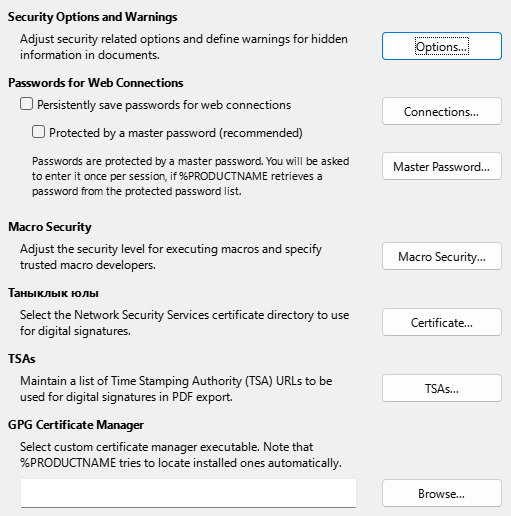 Security Options and Warnings
Adjust security related options and define warnings for hidden
information in documents.
Options...
Passwords for Web Connections
Persistently save passwords for web connections
Connections...
Protected by a master password (recommended)
Passwords are protected by a master password. You will be asked
to enter it once per session, if %PRODUCTNAME retrieves a
password from the protected password list.
Master Password...
Macro Security
Adjust the security level for executing macros and specify
trusted macro developers.
Macro Security...
Таныклык юлы
Select the Network Security Services certificate directory to use
for digital signatures.
Certificate...
TSAs
Maintain a list of Time Stamping Authority (TSA) URLs to be
used for digital signatures in PDF export.
TSAs...
GPG Certificate Manager
Select custom certificate manager executable. Note that
%PRODUCTNAME tries to locate installed ones automatically.
Browse...